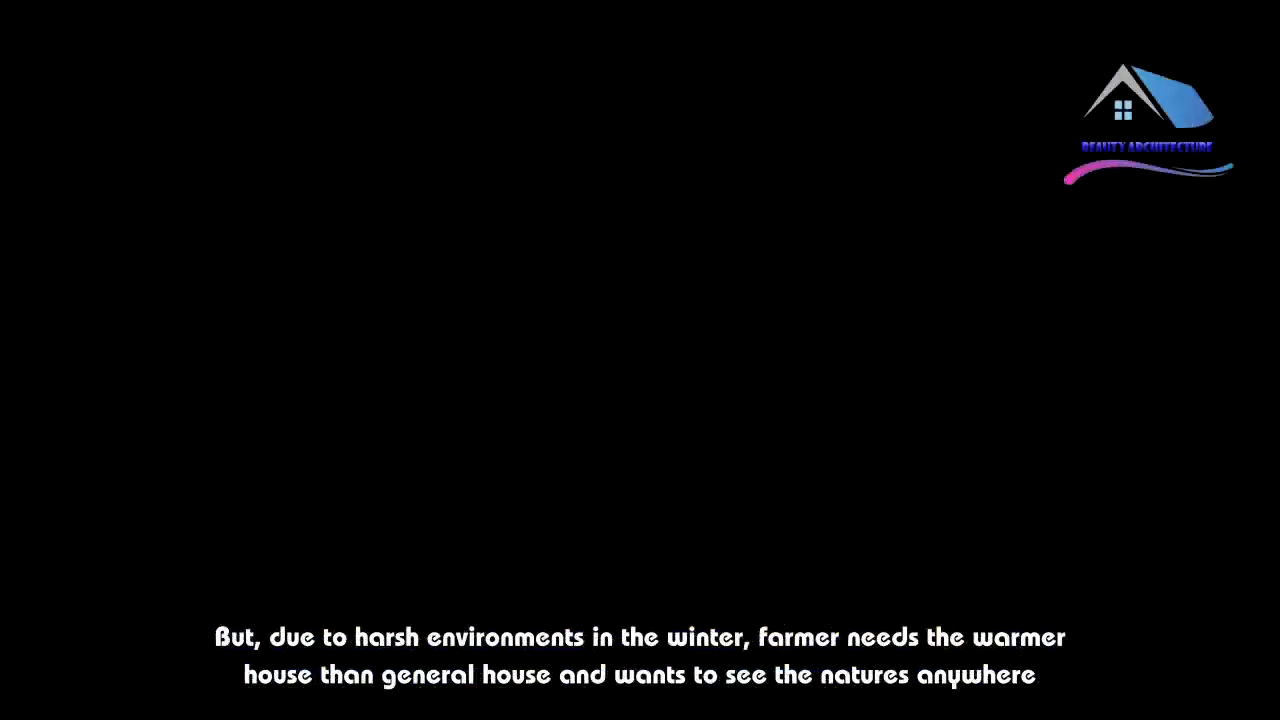 BEAUTY ARCHITECTURE
But, due to harsh environments in the winter, farmer needs the warmer
house than general house and wants to see the natures anywhere